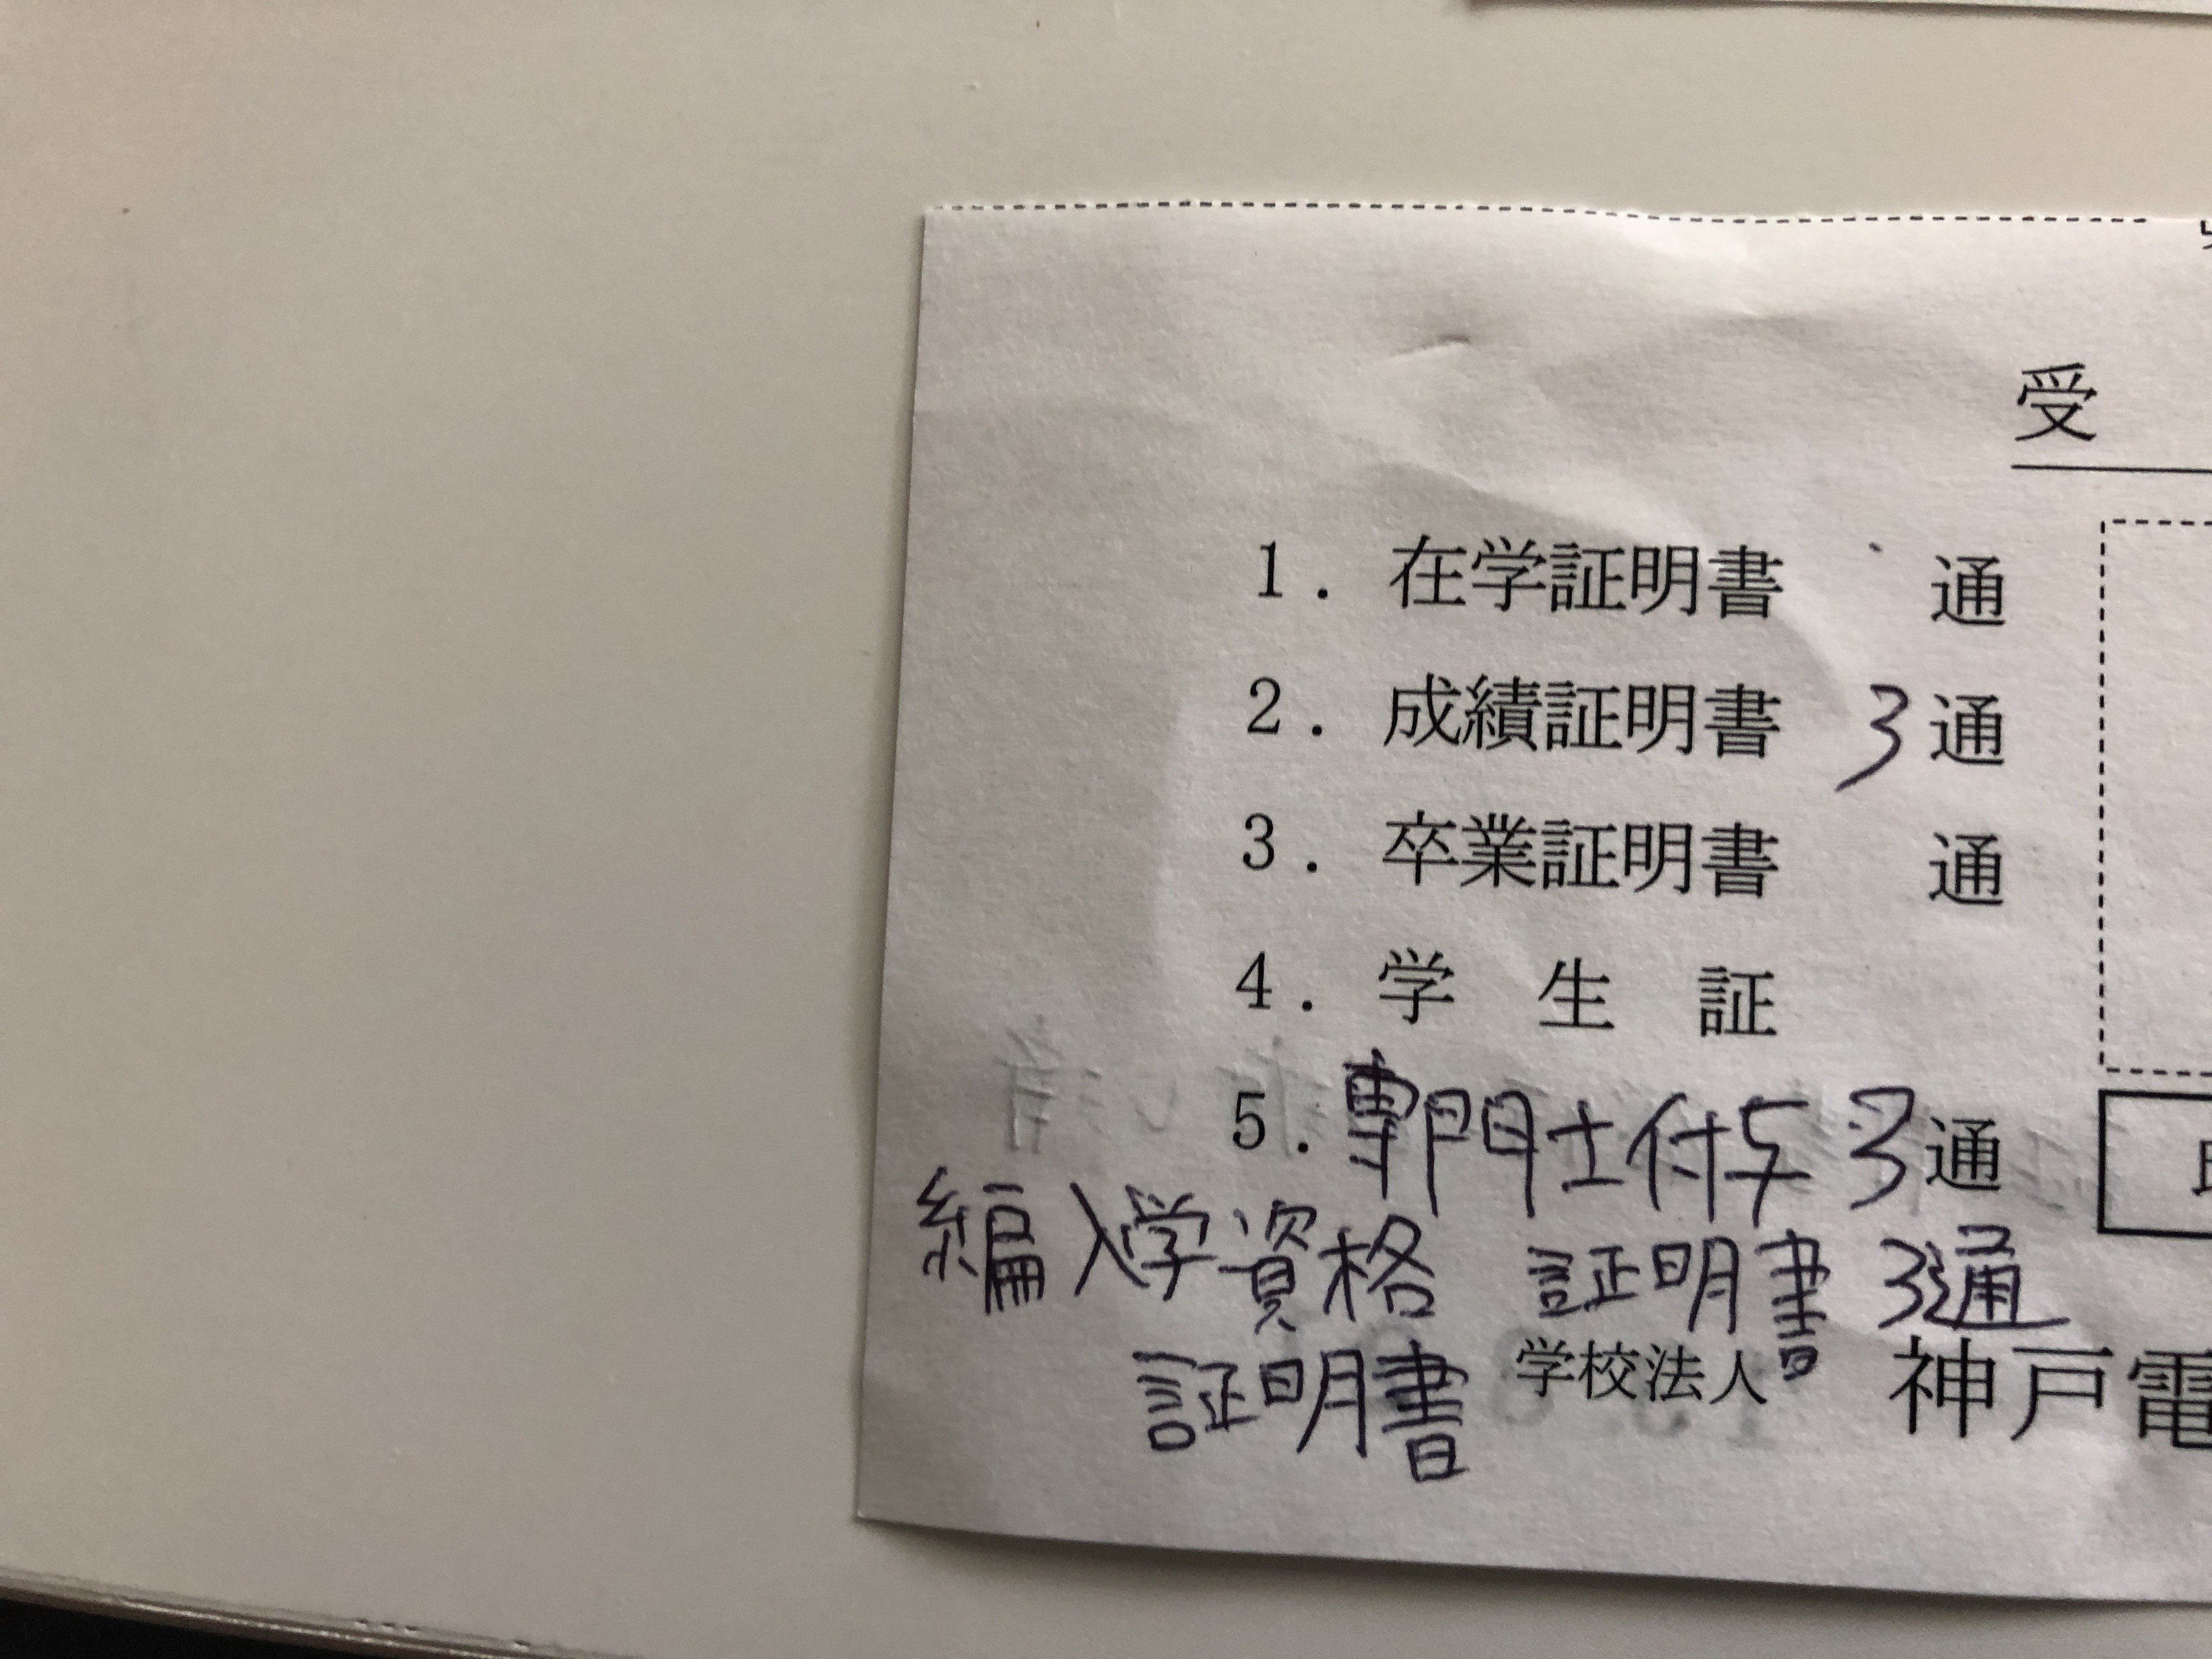 受
1. 在学証明書 通
2. 成績証明書 3通
3. 卒業証明書 通
4. 学生証
5. 専門士付与 3通
編入学資格 証明書 3通
証明書
学校法人 神戸電